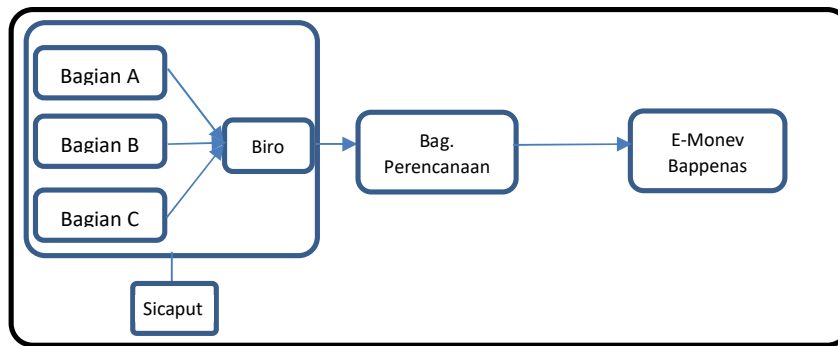 Bagian A
Bagian B
Bagian C
Biro
Bag.
Perencanaan
E-Monev
Bappenas
Sicaput